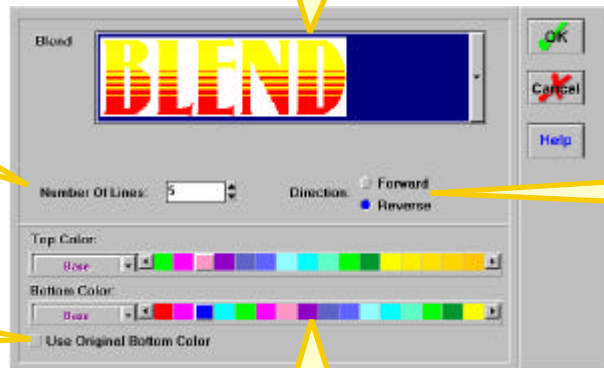 Blend
BLEND
OK
Cancel
Help
Number Of Lines:
5
Direction:
Forward
Reverse
Top Color:
Base
Bottom Color:
Base
Use Original Bottom Color